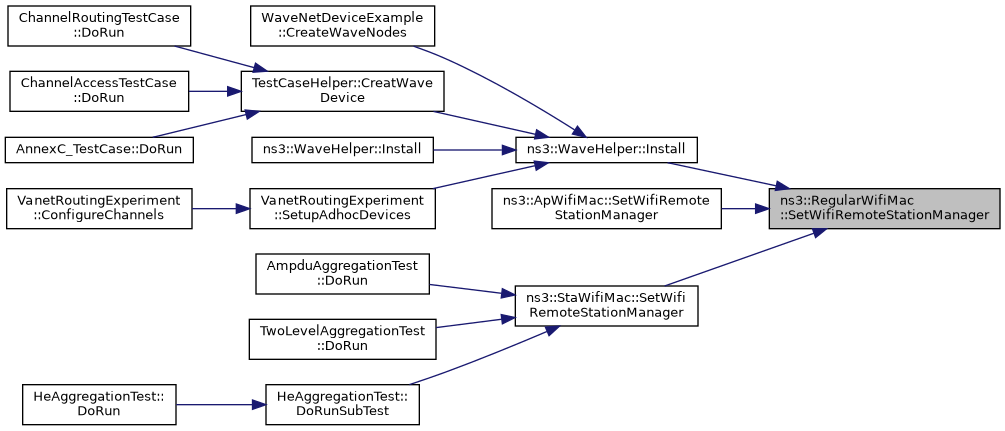 ChannelRoutingTestCase
::DoRun
WaveNetDeviceExample
::CreateWaveNodes
ChannelAccessTestCase
::DoRun
TestCaseHelper::CreatWave
Device
AnnexC_TestCase::DoRun
ns3::WaveHelper::Install
ns3::WaveHelper::Install
VanetRoutingExperiment
::ConfigureChannels
VanetRoutingExperiment
::SetupAdhocDevices
ns3::ApWifiMac::SetWifiRemote
StationManager
ns3::RegularWifiMac
::SetWifiRemoteStationManager
AmpduAggregationTest
::DoRun
ns3::StaWifiMac::SetWifi
RemoteStationManager
TwoLevelAggregationTest
::DoRun
HeAggregationTest::
DoRun
HeAggregationTest::
DoRunSubTest